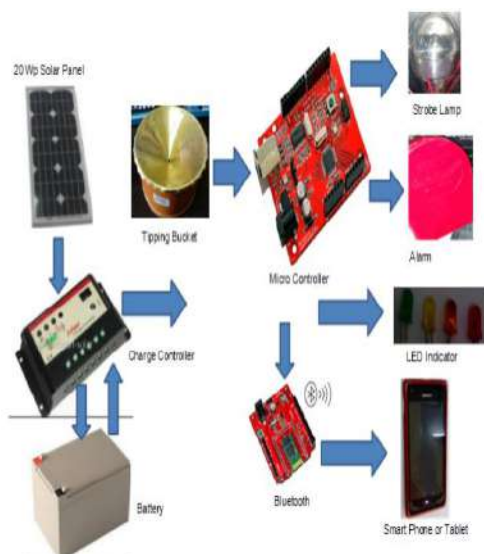 20 Wp Solar Panel
Strobe Lamp
Tipping Bucket
Alarm
Micro Controller
Charge Controller
LED Indicator
Battery
Bluetooth
Smart Phone or Tablet